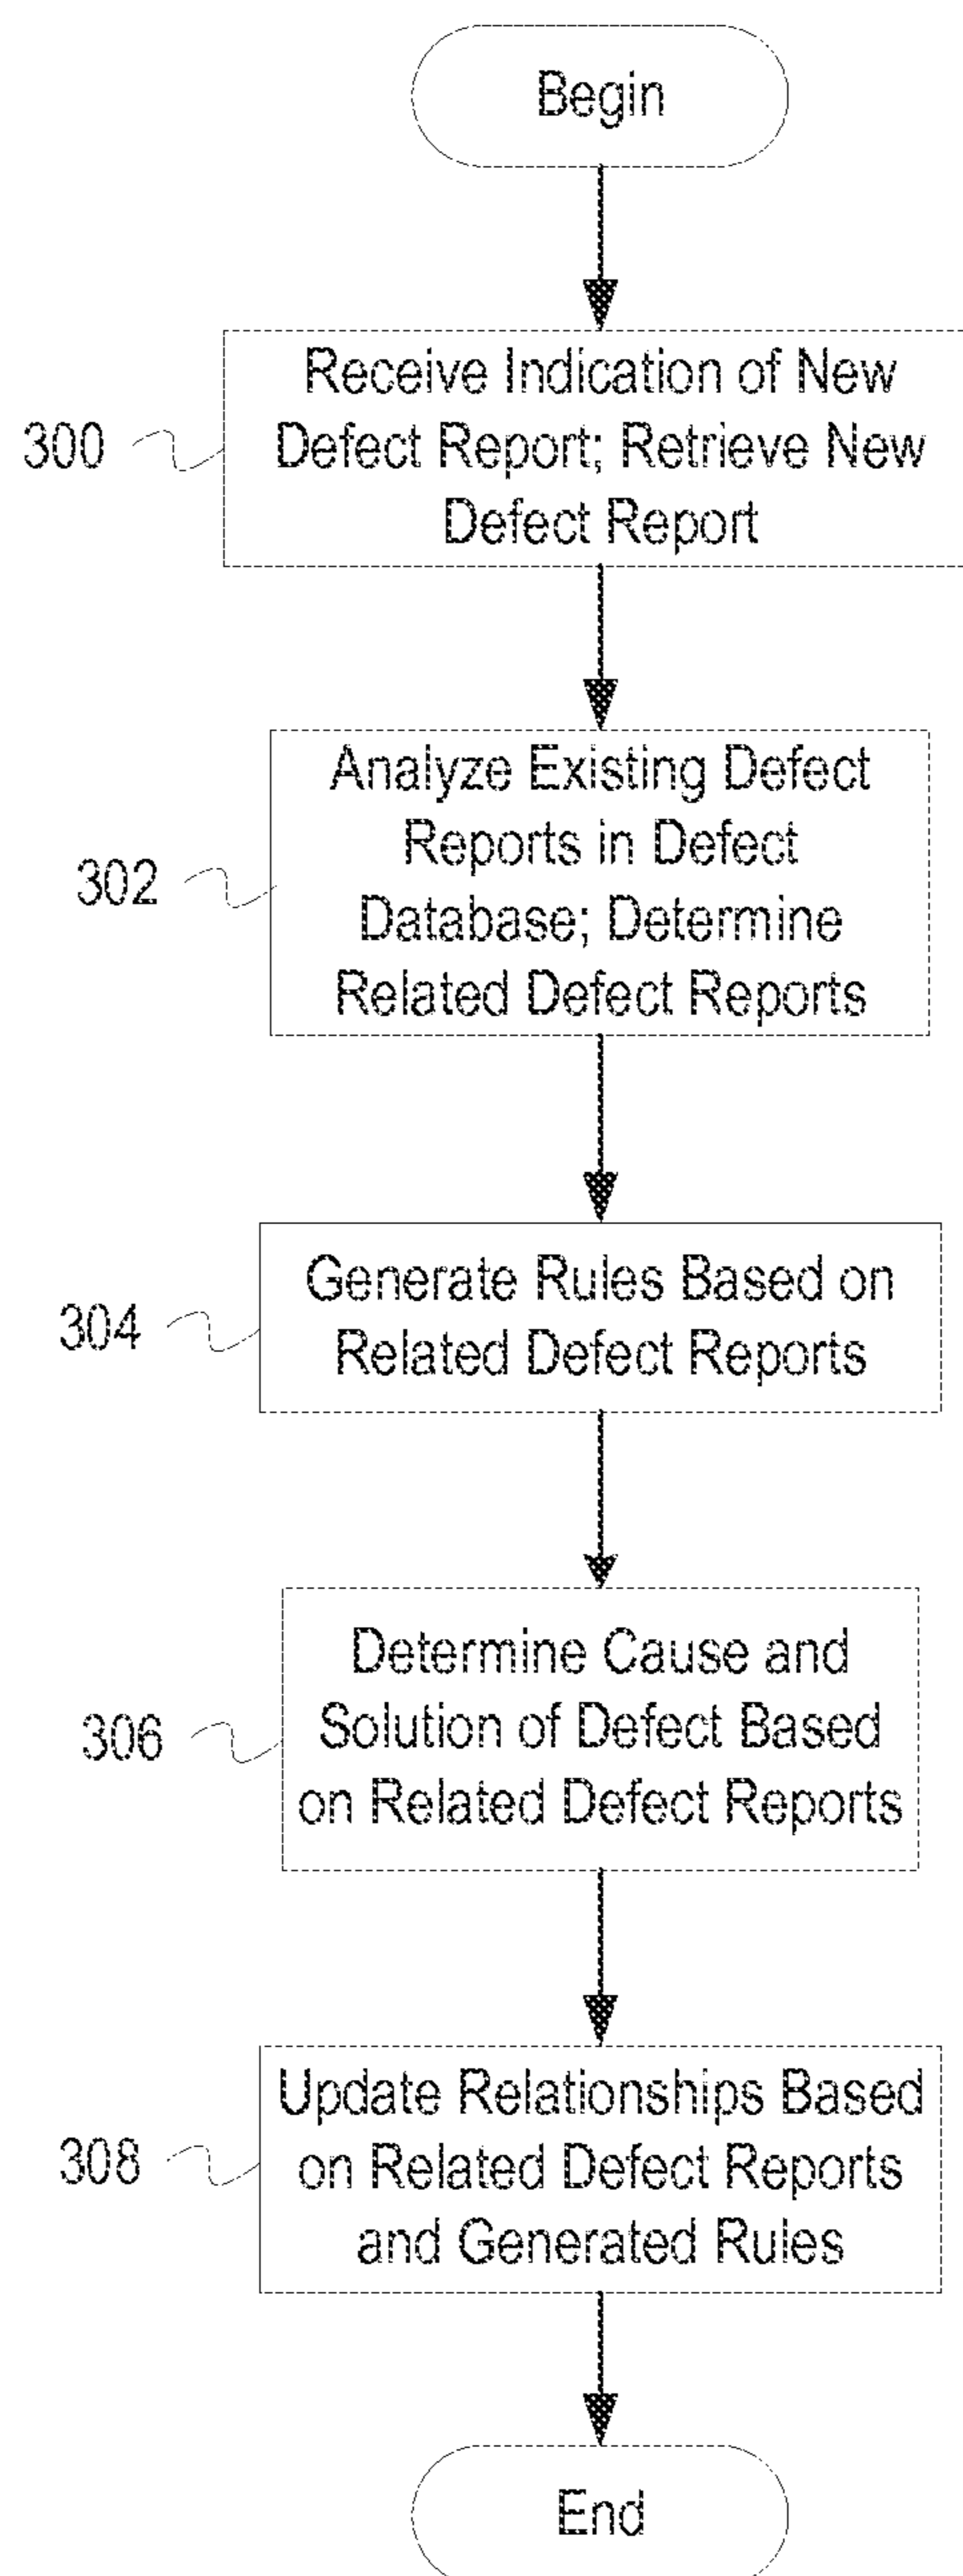 Begin
Receive Indication of New
300
Defect Report; Retrieve New
Defect Report
Analyze Existing Defect
Reports in Defect
302
Database; Determine
Related Defect Reports
Generate Rules Based on
304
Related Defect Reports
Determine Cause and
306
Solution of Defect Based
on Related Defect Reports
Update Relationships Based
308
on Related Defect Reports
and Generated Rules
End